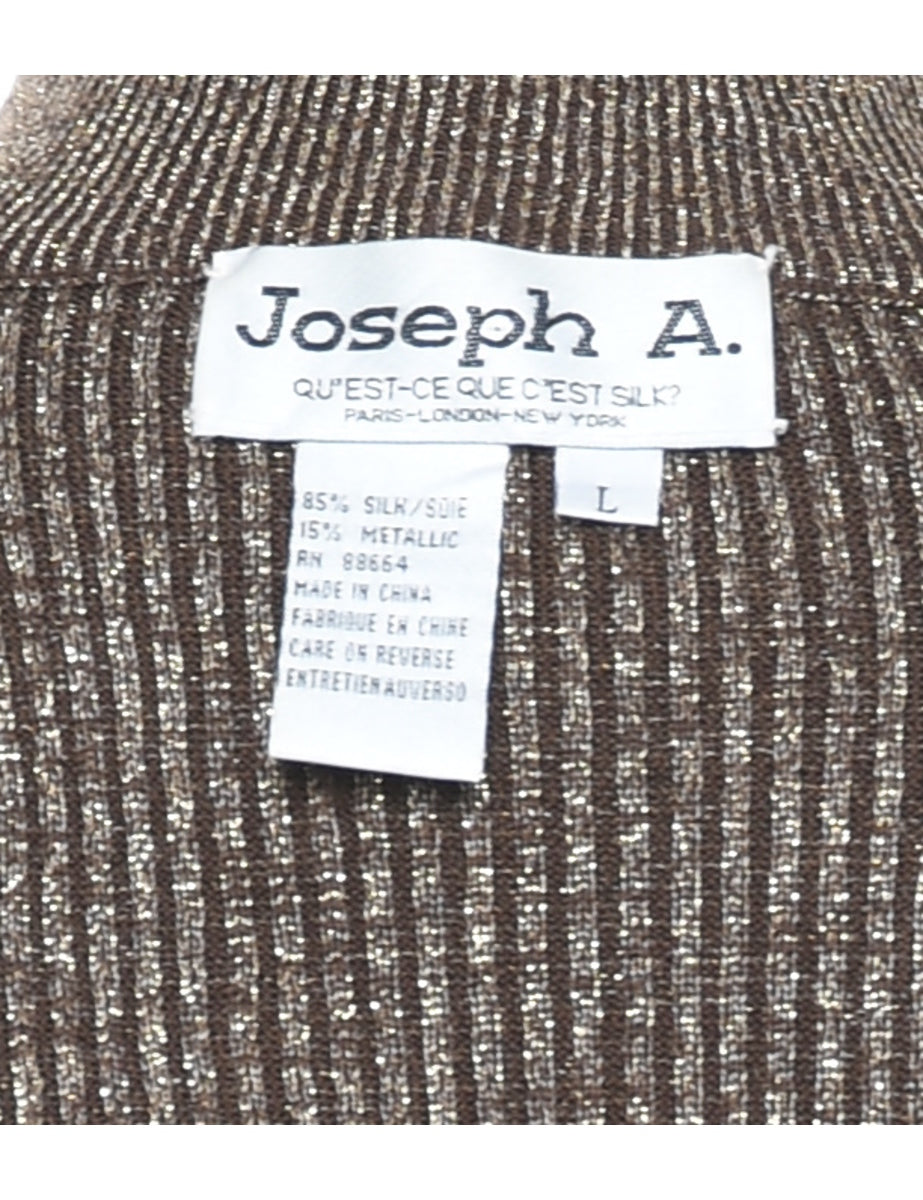 Joseph A.
QU'EST-CE QUE C'EST SILK?
PARIS-LONDON-NEW YORK
L
85% SILK/SOIE
15% METALLIC
RN 88664
MADE IN CHINA
FABRIQUE EN CHINE
CARE ON REVERSE
ENTRETIEN AU VERSO